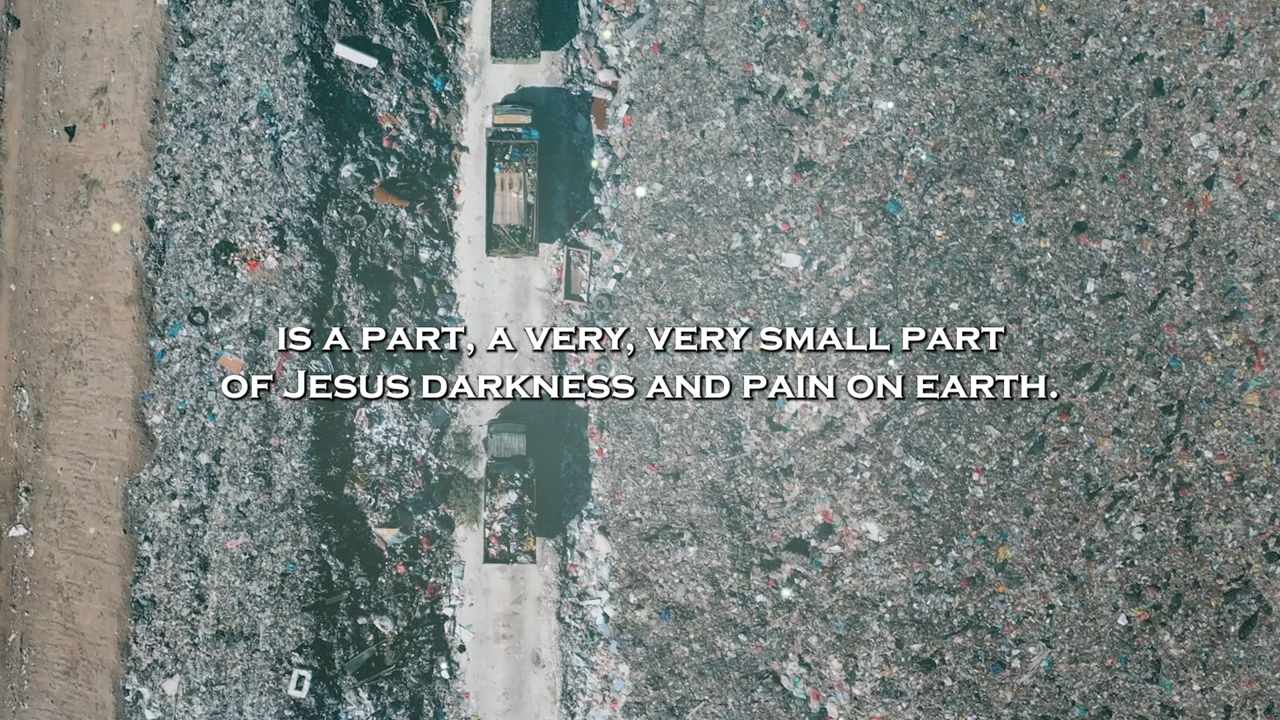 IS A PART, A VERY, VERY SMALL PART
OF JESUS DARKNESS AND PAIN ON EARTH.